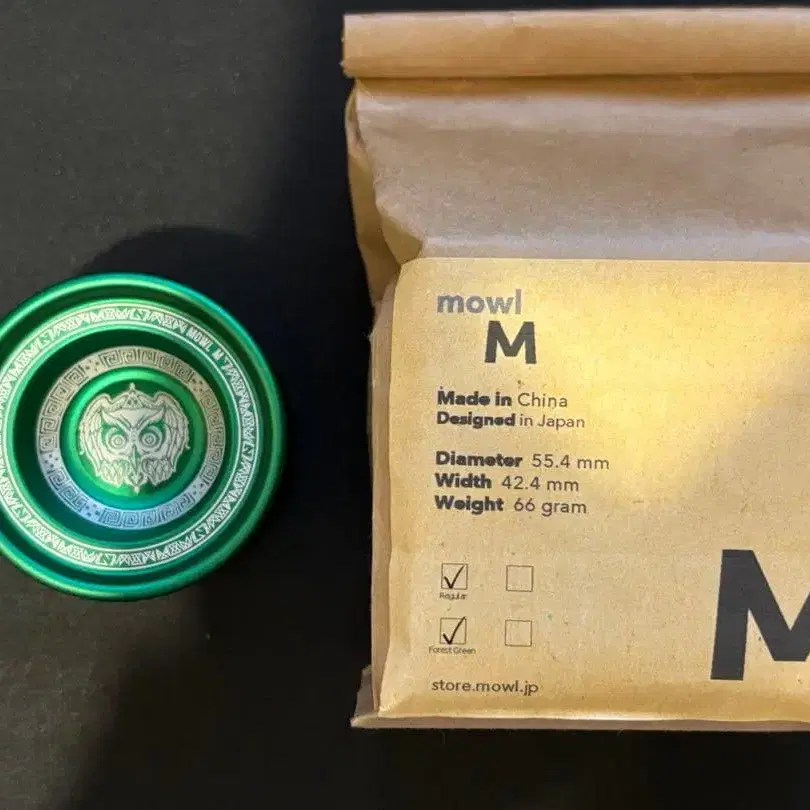 MOWL M
mowl
M
Made in China
Designed in Japan
Diameter 55.4 mm
Width 42.4 mm
Weight 66 gram
Regular
Forest Green
store.mowl.jp
M